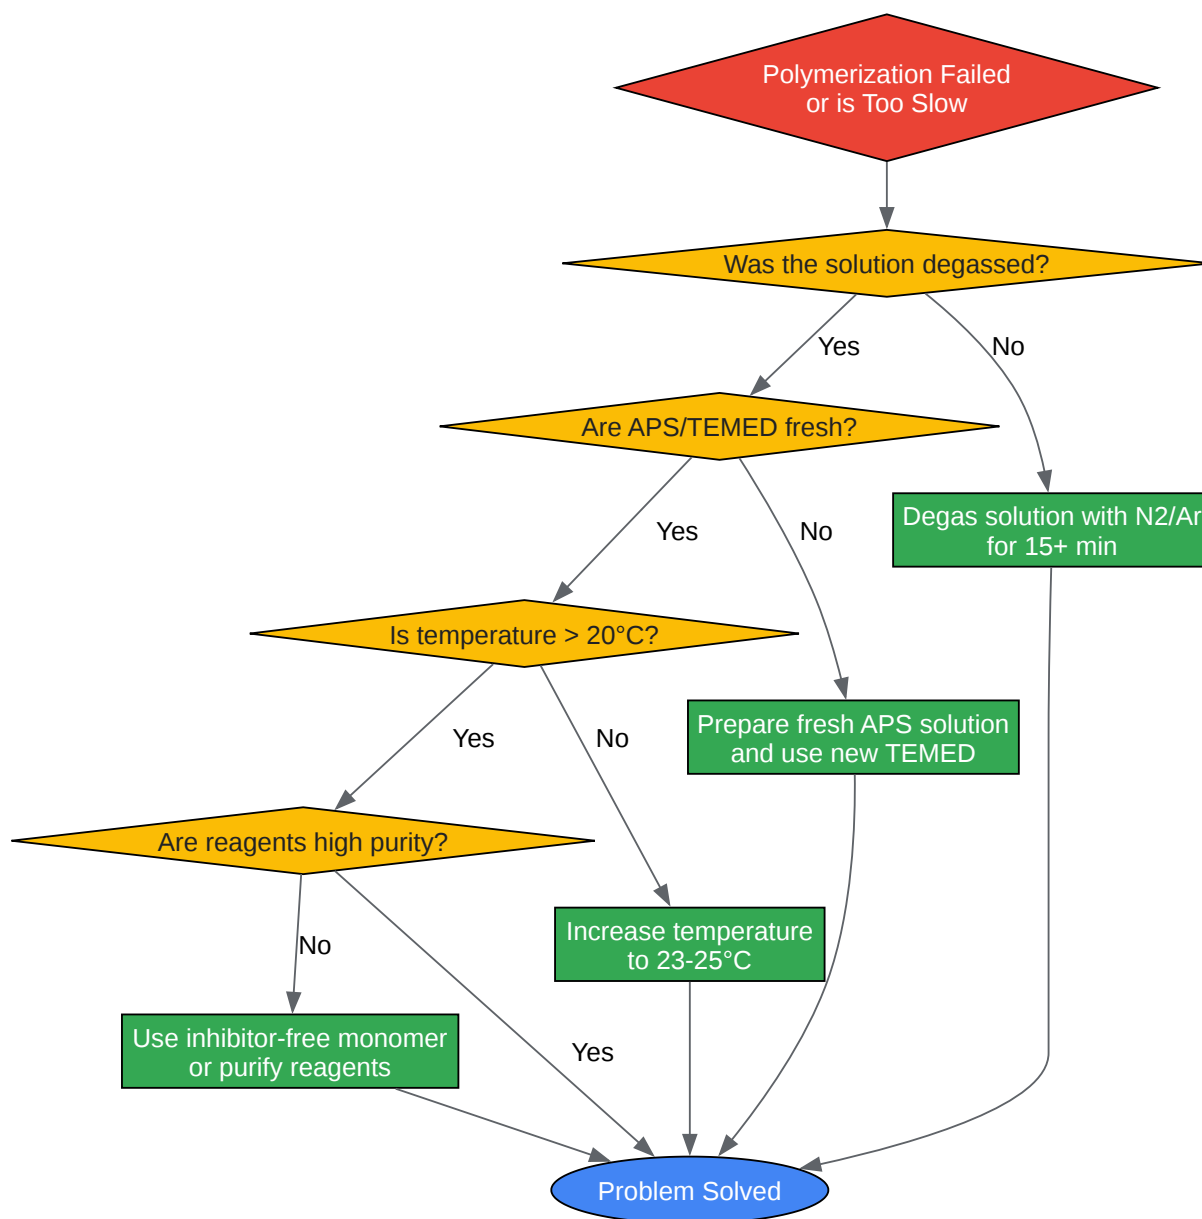 Polymerization Failed
or is Too Slow
Was the solution degassed?
Yes
No
Are APS/TEMED fresh?
Degas solution with N2/Ar
for 15+ min
Yes
No
Is temperature > 20°C?
Prepare fresh APS solution
and use new TEMED
Yes
No
Are reagents high purity?
Increase temperature
to 23-25°C
No
Use inhibitor-free monomer
or purify reagents
Yes
Problem Solved